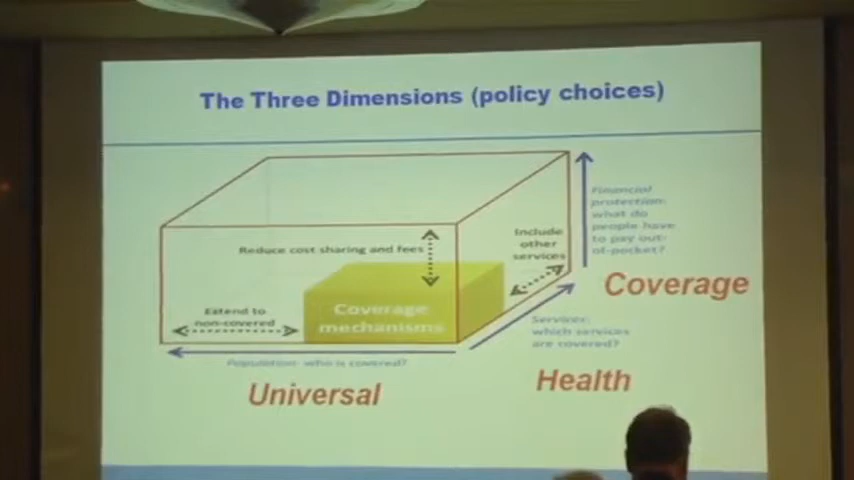 The Three Dimensions (policy choices)
Financial
protection:
what do
people have
to pay out-
of-pocket?
Include
other
services
Reduce cost sharing and fees
Coverage
Extend to
non-covered
Coverage
mechanisms
Services:
which services
are covered?
Population: who is covered?
Universal
Health